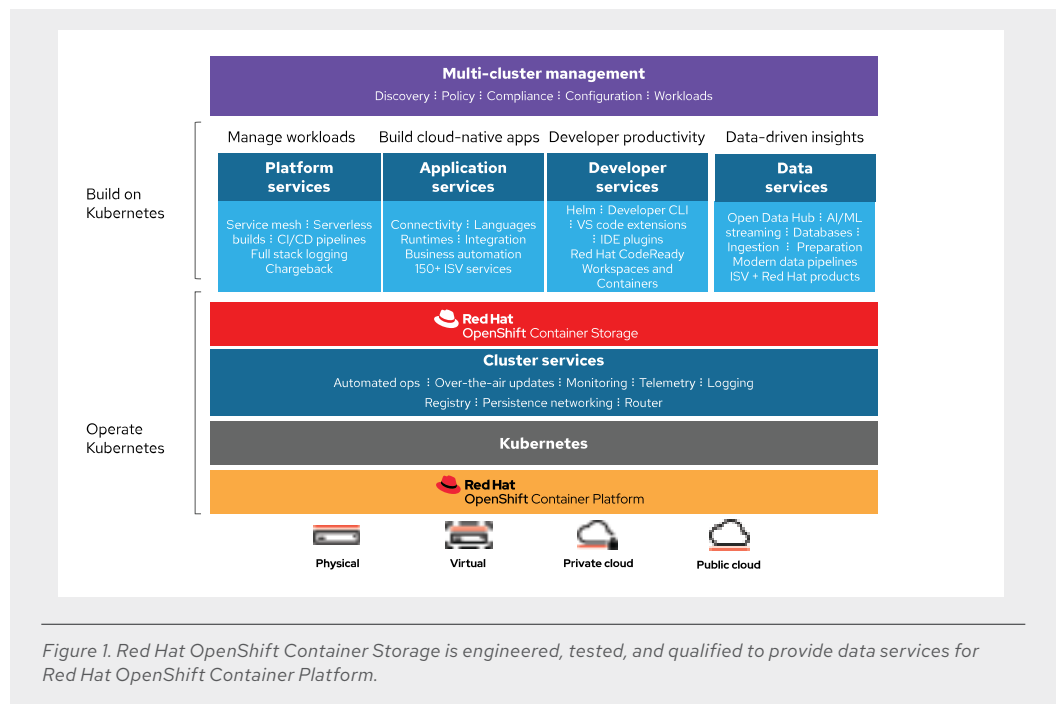 Multi-cluster management
Discovery ⁝ Policy ⁝ Compliance ⁝ Configuration ⁝ Workloads
Build on
Kubernetes
Manage workloads
Platform
services
Service mesh ⁝ Serverless
builds ⁝ CI/CD pipelines
Full stack logging
Chargeback
Build cloud-native apps
Application
services
Connectivity ⁝ Languages
Runtimes ⁝ Integration
Business automation
150+ ISV services
Developer productivity
Developer
services
Helm ⁝ Developer CLI
⁝ VS code extensions
⁝ IDE plugins
Red Hat CodeReady
Workspaces and
Containers
Data-driven insights
Data
services
Open Data Hub ⁝ AI/ML
streaming ⁝ Databases ⁝
Ingestion ⁝ Preparation
Modern data pipelines
ISV + Red Hat products
Operate
Kubernetes
Red Hat
OpenShift Container Storage
Cluster services
Automated ops ⁝ Over-the-air updates ⁝ Monitoring ⁝ Telemetry ⁝ Logging
Registry ⁝ Persistence networking ⁝ Router
Kubernetes
Red Hat
OpenShift Container Platform
Physical
Virtual
Private cloud
Public cloud
Figure 1. Red Hat OpenShift Container Storage is engineered, tested, and qualified to provide data services for
Red Hat OpenShift Container Platform.